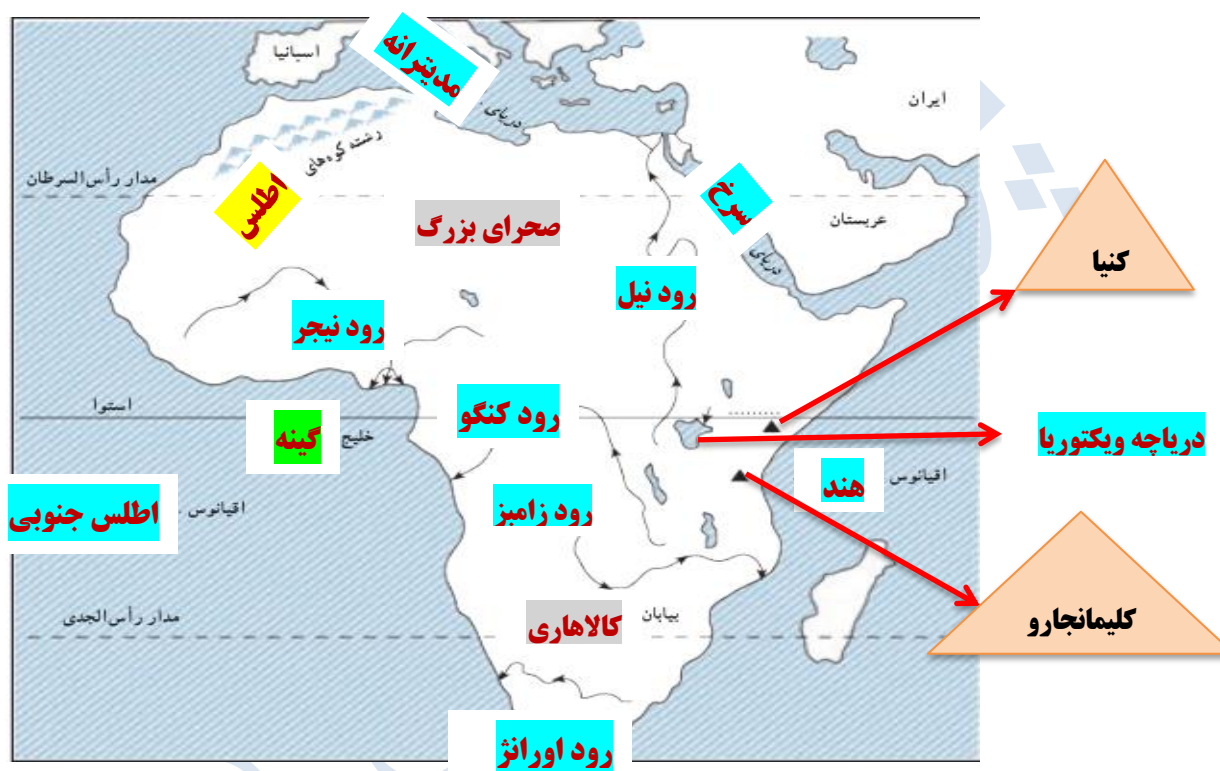 اسپانیا
مدیترانه
دریای
ایران
رشته کوه‌های
اطلس
مدار رأس‌السرطان
صحرای بزرگ
سرخ
دریای
عربستان
کنیا
رود نیل
رود نیجر
استوا
خلیج
گینه
رود کنگو
دریاچه ویکتوریا
اقیانوس
هند
اقیانوس
اطلس جنوبی
رود زامبز
مدار رأس‌الجدی
بیابان
کالاهاری
کلیمانجارو
رود اورانژ